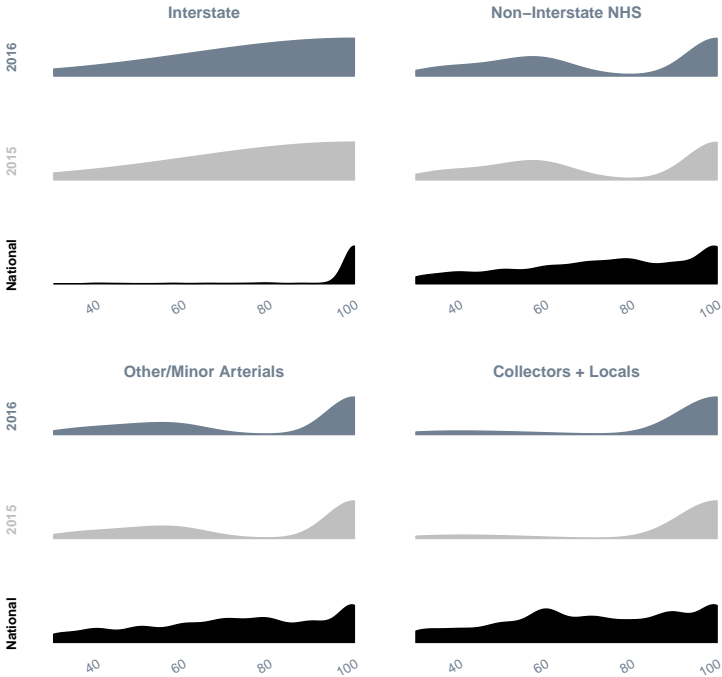 Interstate
Non−Interstate NHS
2016
2015
National
40 60 80 100
40 60 80 100
Other/Minor Arterials
Collectors + Locals
2016
2015
National
40 60 80 100
40 60 80 100